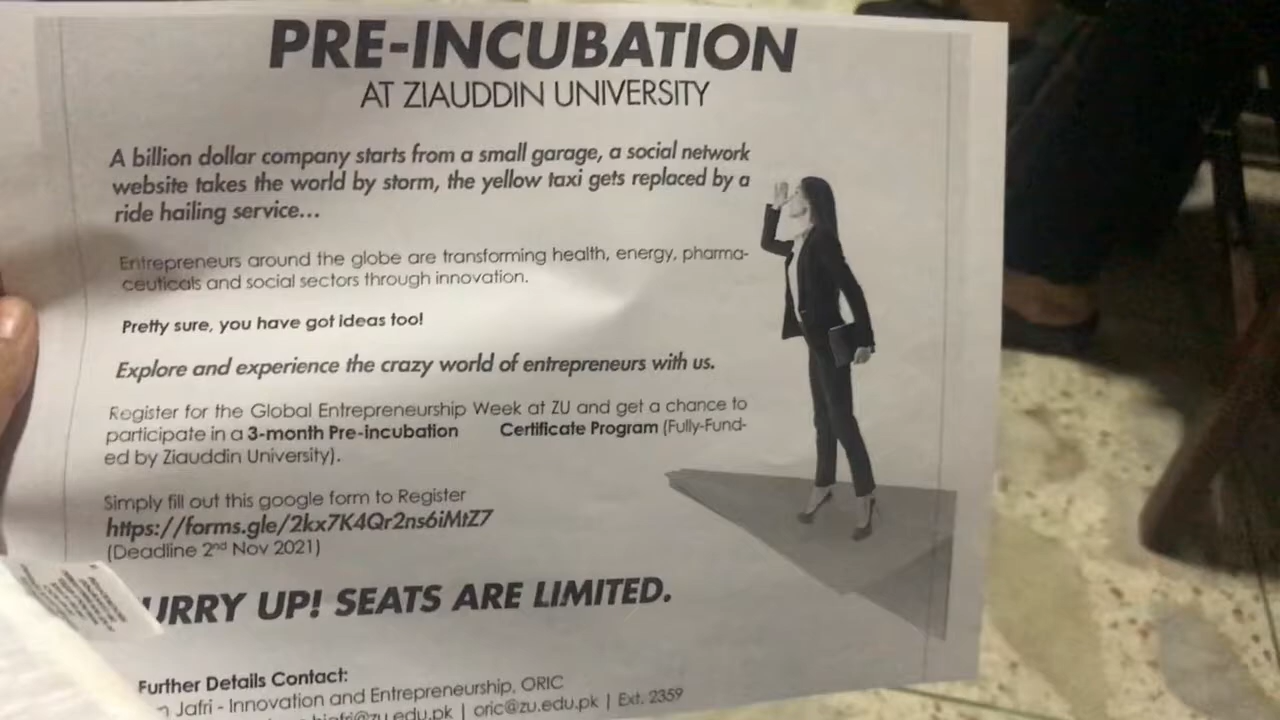 PRE-INCUBATION
AT ZIAUDDIN UNIVERSITY
A billion dollar company starts from a small garage, a social network
website takes the world by storm, the yellow taxi gets replaced by a
ride hailing service...
Entrepreneurs around the globe are transforming health, energy, pharma-
ceuticals and social sectors through innovation.
Pretty sure, you have got ideas too!
Explore and experience the crazy world of entrepreneurs with us.
Register for the Global Entrepreneurship Week at ZU and get a chance to
participate in a 3-month Pre-incubation Certificate Program (Fully-Fund-
ed by Ziauddin University).
Simply fill out this google form to Register
https://forms.gle/2kx7K4Qr2ns6iMtZ7
(Deadline 2nd Nov 2021)
URRY UP! SEATS ARE LIMITED.
Further Details Contact:
Jafri - Innovation and Entrepreneurship, ORIC
| oric@zu.edu.pk | Ext. 2359